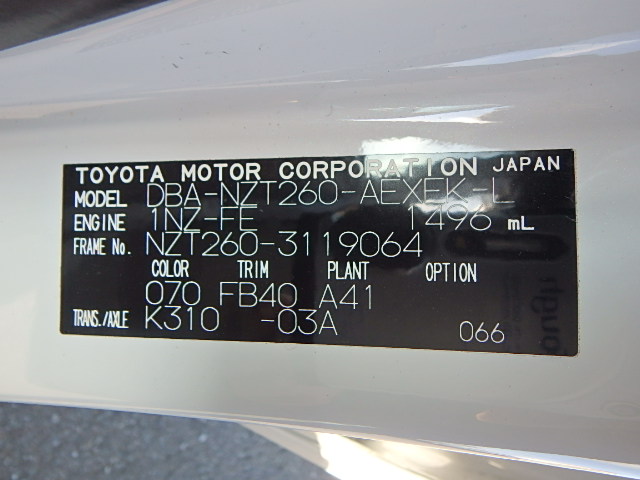 TOYOTA MOTOR CORPORATION JAPAN
MODEL DBA-NZT260-AEXEK-L
ENGINE 1NZ-FE 1496 mL
FRAME No. NZT260-3119064
COLOR TRIM PLANT OPTION
070 FB40 A41
TRANS./AXLE K310 -03A 066